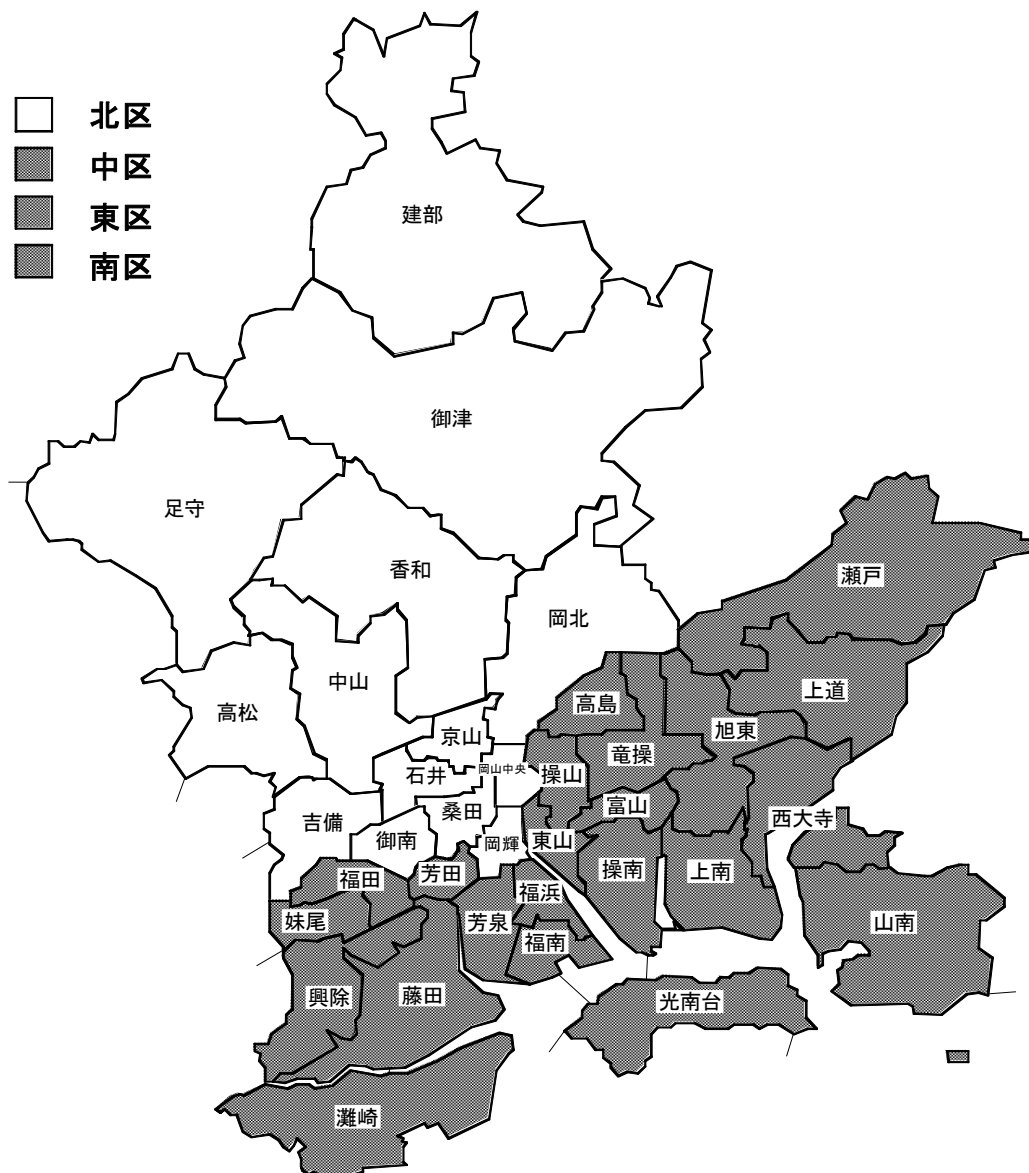 北区
中区
東区
南区
建部
御津
足守
香和
瀬戸
岡北
中山
上道
高島
高松
旭東
京山
竜操
岡山中央
操山
石井
富山
桑田
西大寺
吉備
御南
岡輝
東山
操南
上南
芳田
福田
福浜
妹尾
芳泉
山南
福南
興除
藤田
光南台
灘崎